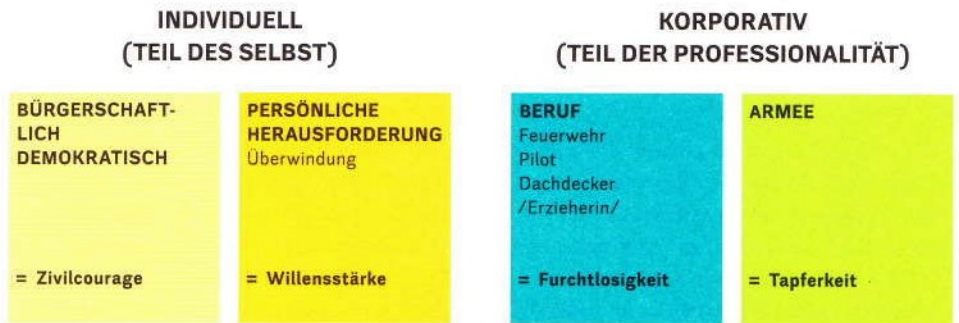 INDIVIDUELL
(TEIL DES SELBST)
BÜRGERSCHAFT-
LICH
DEMOKRATISCH
= Zivilcourage
PERSÖNLICHE
HERAUSFORDERUNG
Überwindung
= Willensstärke
KORPORATIV
(TEIL DER PROFESSIONALITÄT)
BERUF
Feuerwehr
Pilot
Dachdecker
/Erzieherin/
= Furchtlosigkeit
ARMEE
= Tapferkeit